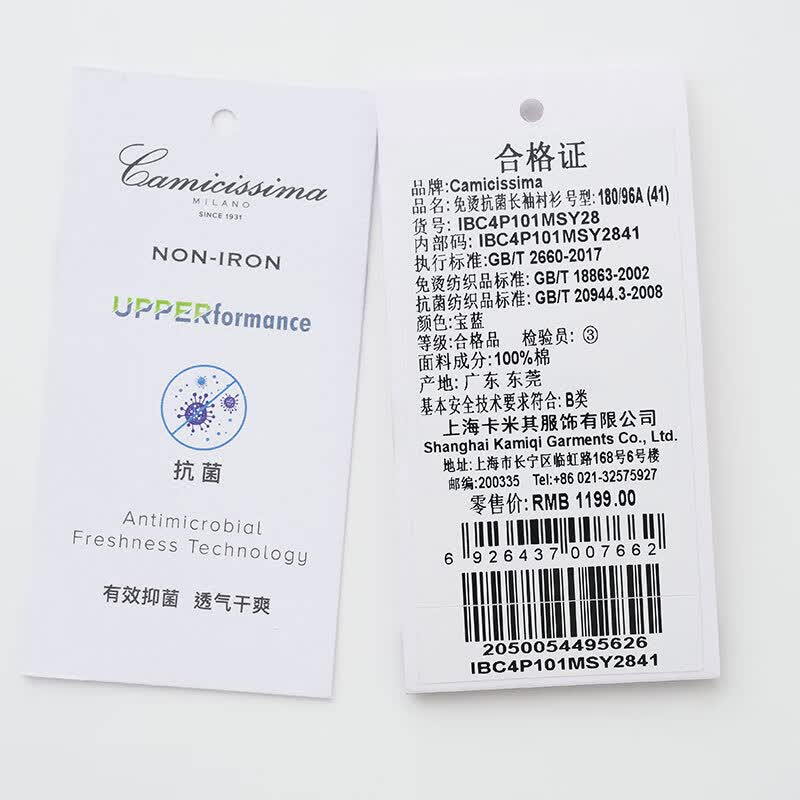 Camicissima
MILANO
SINCE 1931
NON-IRON
UPPERformance
抗菌
Antimicrobial
Freshness Technology
有效抑菌 透气干爽
合格证
品牌:Camicissima
品名: 免烫抗菌长袖衬衫 号型: 180/96A (41)
货号: IBC4P101MSY28
内部码: IBC4P101MSY2841
执行标准:GB/T 2660-2017
免烫纺织品标准: GB/T 18863-2002
抗菌纺织品标准: GB/T 20944.3-2008
颜色:宝蓝
等级:合格品 检验员: ③
面料成分:100%棉
产地: 广东 东莞
基本安全技术要求符合: B类
上海卡米其服饰有限公司
Shanghai Kamiqi Garments Co., Ltd.
地址:上海市长宁区临虹路168号6号楼
邮编:200335 Tel:+86 021-32575927
零售价: RMB 1199.00
6 926437 007662
2050054495626
IBC4P101MSY2841